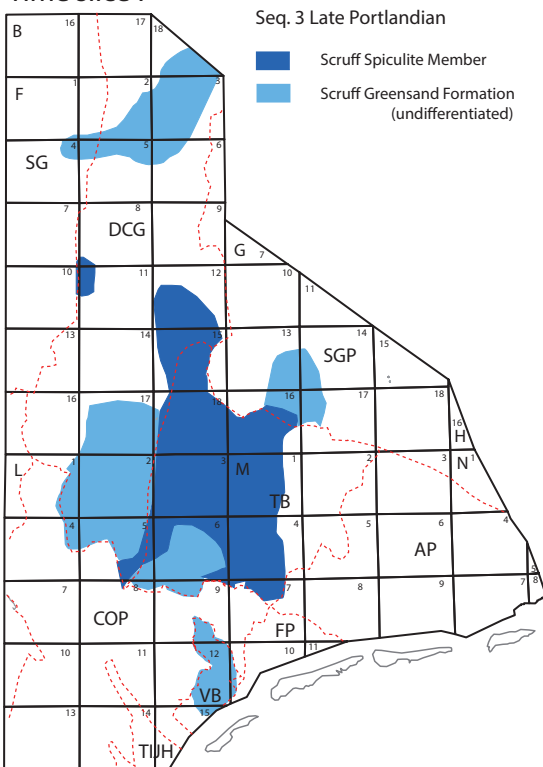 Seq. 3 Late Portlandian
Scruff Spiculite Member
Scruff Greensand Formation
(undifferentiated)
B 16 17 18
F 1 2 3
4 5 6
SG
7 8 9
DCG
G 7 10
10 11 12 11
13 14 15 13 14 15
SGP
16 17 18 16 17 18 16
H
L 1 2 3 M 1 2 3 N 1
TB
4 5 6 4 5 6 4
AP
5
7 8 9 7 8 9 7 8
COP
FP
10 11 12 10 11
VB
13 14 15
TIJH